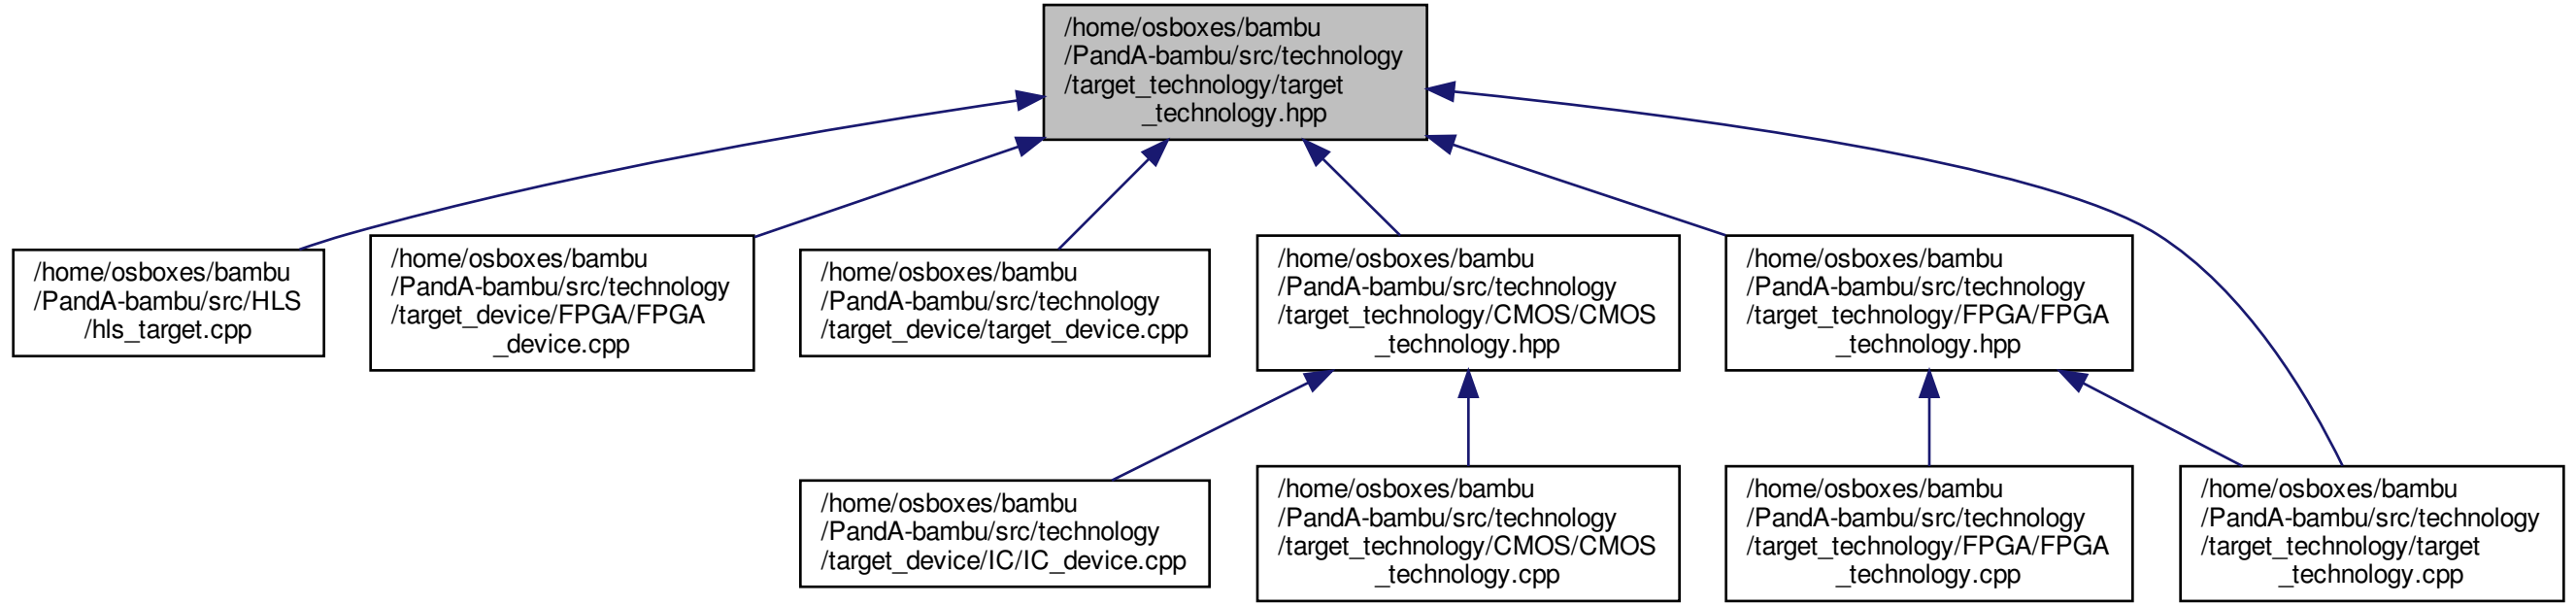 /home/osboxes/bambu
/PandA-bambu/src/technology
/target_technology/target
_technology.hpp
/home/osboxes/bambu
/PandA-bambu/src/HLS
/hls_target.cpp
/home/osboxes/bambu
/PandA-bambu/src/technology
/target_device/FPGA/FPGA
_device.cpp
/home/osboxes/bambu
/PandA-bambu/src/technology
/target_device/target_device.cpp
/home/osboxes/bambu
/PandA-bambu/src/technology
/target_technology/CMOS/CMOS
_technology.hpp
/home/osboxes/bambu
/PandA-bambu/src/technology
/target_technology/FPGA/FPGA
_technology.hpp
/home/osboxes/bambu
/PandA-bambu/src/technology
/target_device/IC/IC_device.cpp
/home/osboxes/bambu
/PandA-bambu/src/technology
/target_technology/CMOS/CMOS
_technology.cpp
/home/osboxes/bambu
/PandA-bambu/src/technology
/target_technology/FPGA/FPGA
_technology.cpp
/home/osboxes/bambu
/PandA-bambu/src/technology
/target_technology/target
_technology.cpp